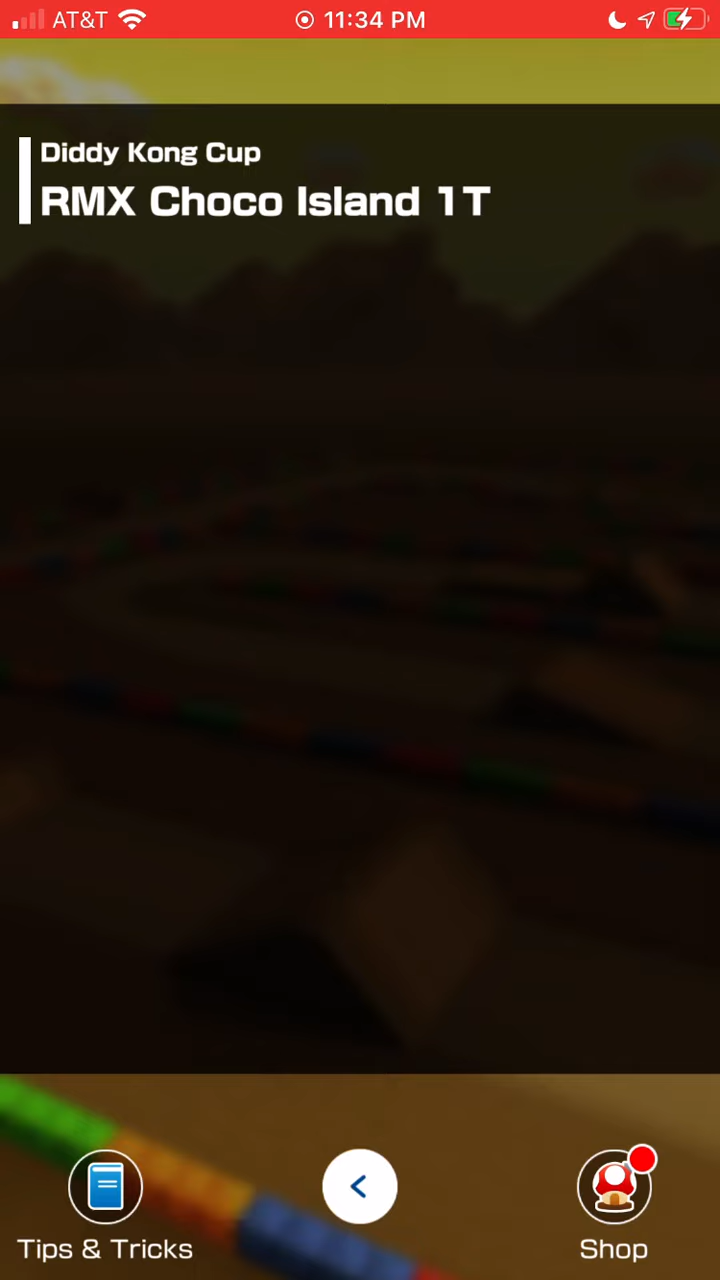 AT&T
11:34 PM
Diddy Kong Cup
RMX Choco Island 1T
Tips & Tricks
Shop